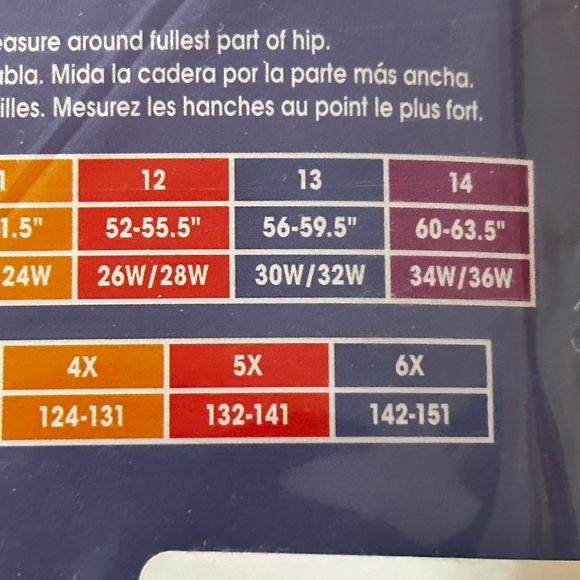 easure around fullest part of hip.
abla. Mida la cadera por la parte más ancha.
illes. Mesurez les hanches au point le plus fort.
1 12 13 14
1.5" 52-55.5" 56-59.5" 60-63.5"
24W 26W/28W 30W/32W 34W/36W
4X 5X 6X
124-131 132-141 142-151